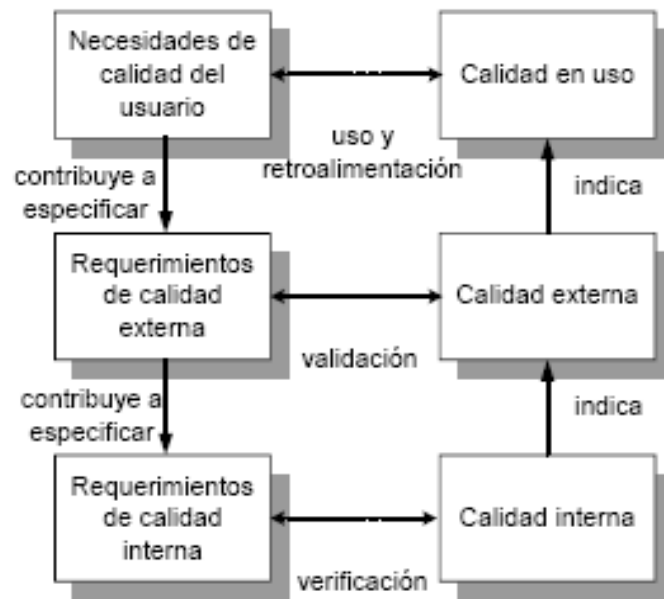 Necesidades de
calidad del
usuario
Calidad en uso
uso y
retroalimentación
contribuye a
especificar
indica
Requerimientos
de calidad
externa
Calidad externa
validación
contribuye a
especificar
indica
Requerimientos
de calidad
interna
Calidad interna
verificación